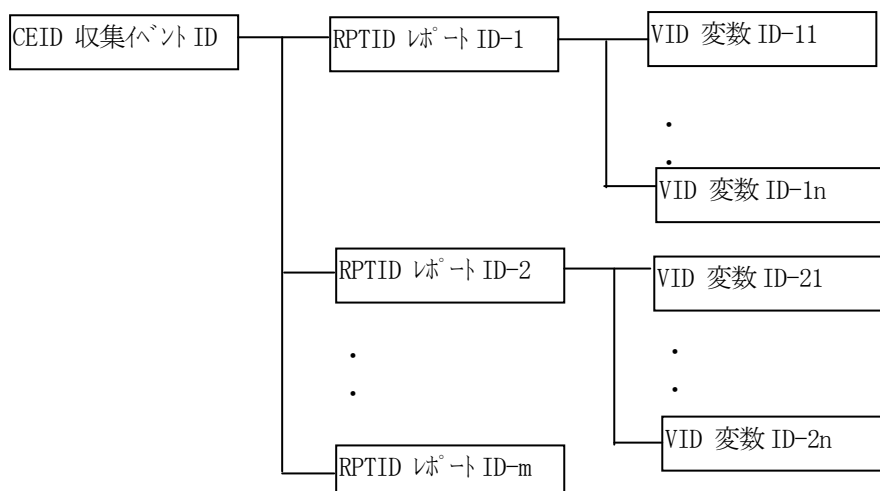 CEID 収集ｲﾍﾞﾝﾄ ID
RPTID ﾚﾎﾟｰﾄ ID-1
VID 変数 ID-11
・
・
VID 変数 ID-1n
RPTID ﾚﾎﾟｰﾄ ID-2
VID 変数 ID-21
・
・
・
・
VID 変数 ID-2n
RPTID ﾚﾎﾟｰﾄ ID-m